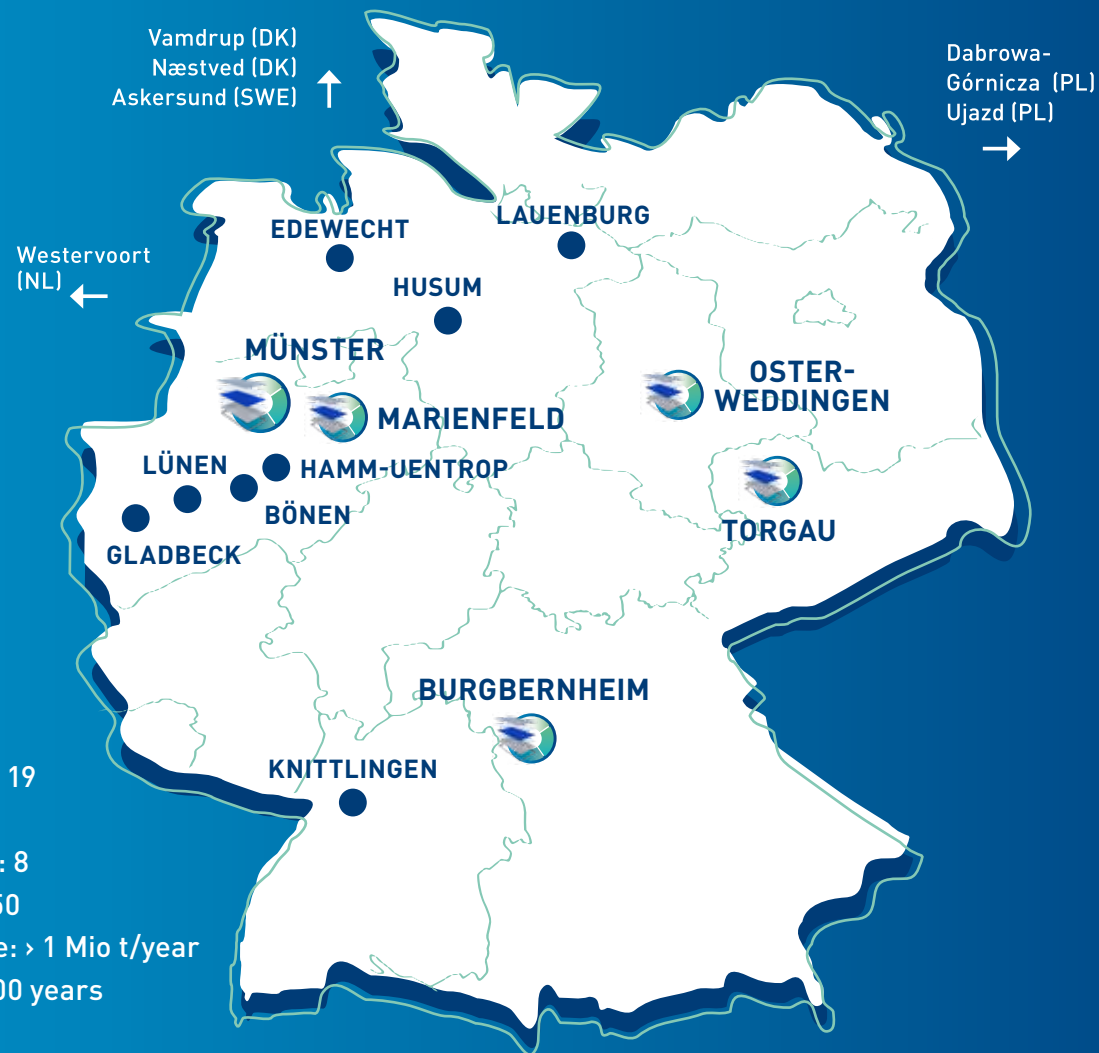 Vamdrup (DK)
Næstved (DK)
Askersund (SWE)
Dabrowa-
Górnicza (PL)
Ujazd (PL)
Westervoort
(NL)
EDEWECHT
LAUENBURG
HUSUM
MÜNSTER
MARIENFELD
OSTER-
WEDDINGEN
LÜNEN
HAMM-UENTROP
BÖNEN
GLADBECK
TORGAU
BURGBERNHEIM
KNITTLINGEN
19
: 8
50
e: › 1 Mio t/year
00 years